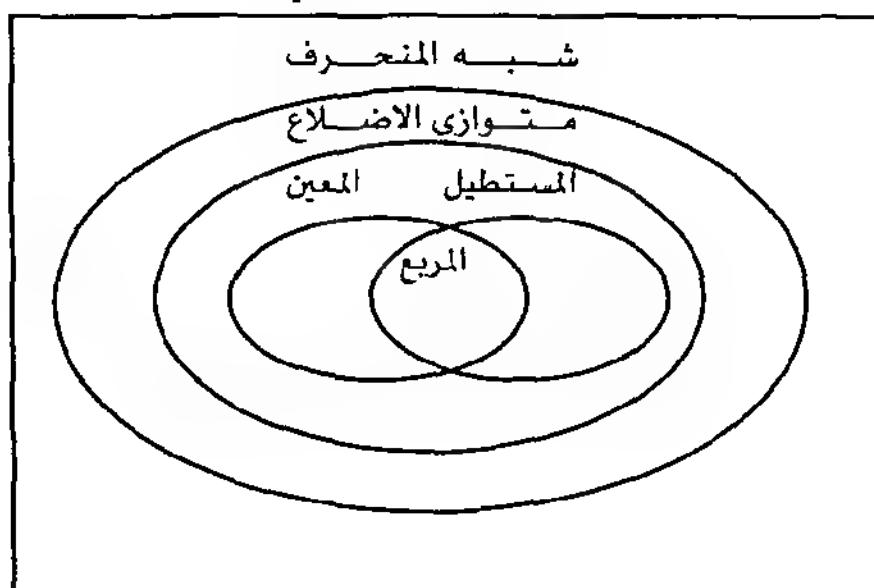 شبه المنحرف
متوازى الاضلاع
المستطيل المعين
المربع